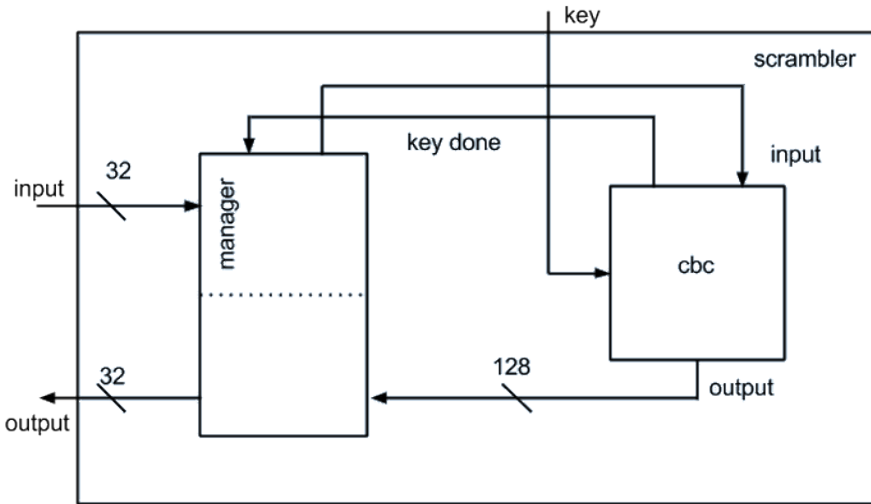 key
scrambler
key done
input
32
input
manager
cbc
32
128
output
output